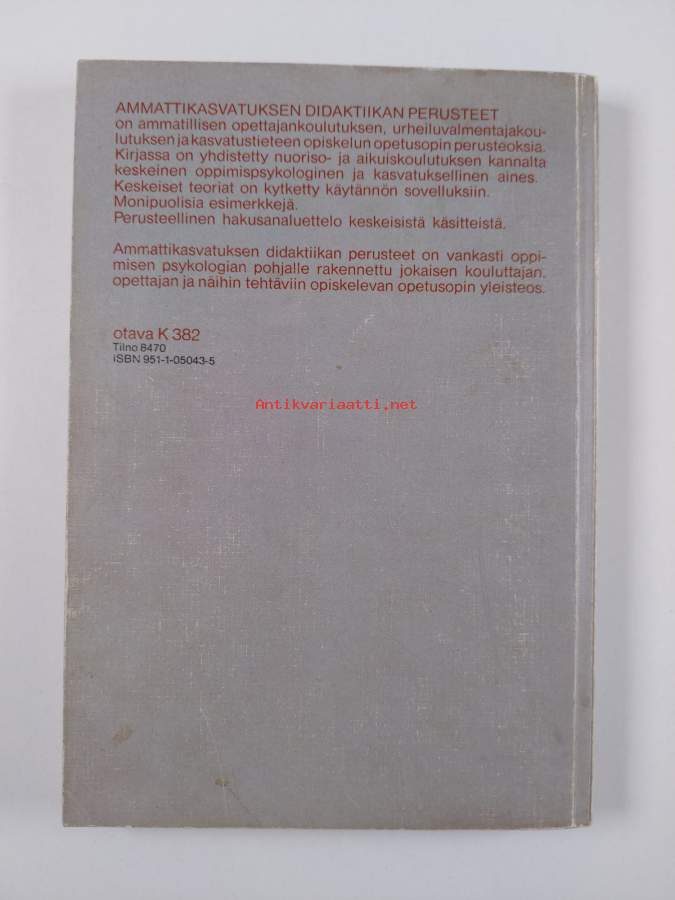 AMMATTIKASVATUKSEN DIDAKTIIKAN PERUSTEET
on ammatillisen opettajankoulutuksen, urheiluvalmentajakou-
lutuksen ja kasvatustieteen opiskelun opetusopin perusteoksia.
Kirjassa on yhdistetty nuoriso- ja aikuiskoulutuksen kannalta
keskeinen oppimispsykologinen ja kasvatuksellinen aines.
Keskeiset teoriat on kytketty käytännön sovelluksiin.
Monipuolisia esimerkkejä.
Perusteellinen hakusanaluettelo keskeisistä käsitteistä.
Ammattikasvatuksen didaktiikan perusteet on vankasti oppi-
misen psykologian pohjalle rakennettu jokaisen kouluttajan,
opettajan ja näihin tehtäviin opiskelevan opetusopin yleisteos.
otava K 382
Tilno 8470
ISBN 951-1-05043-5
Antikvariaatti.net